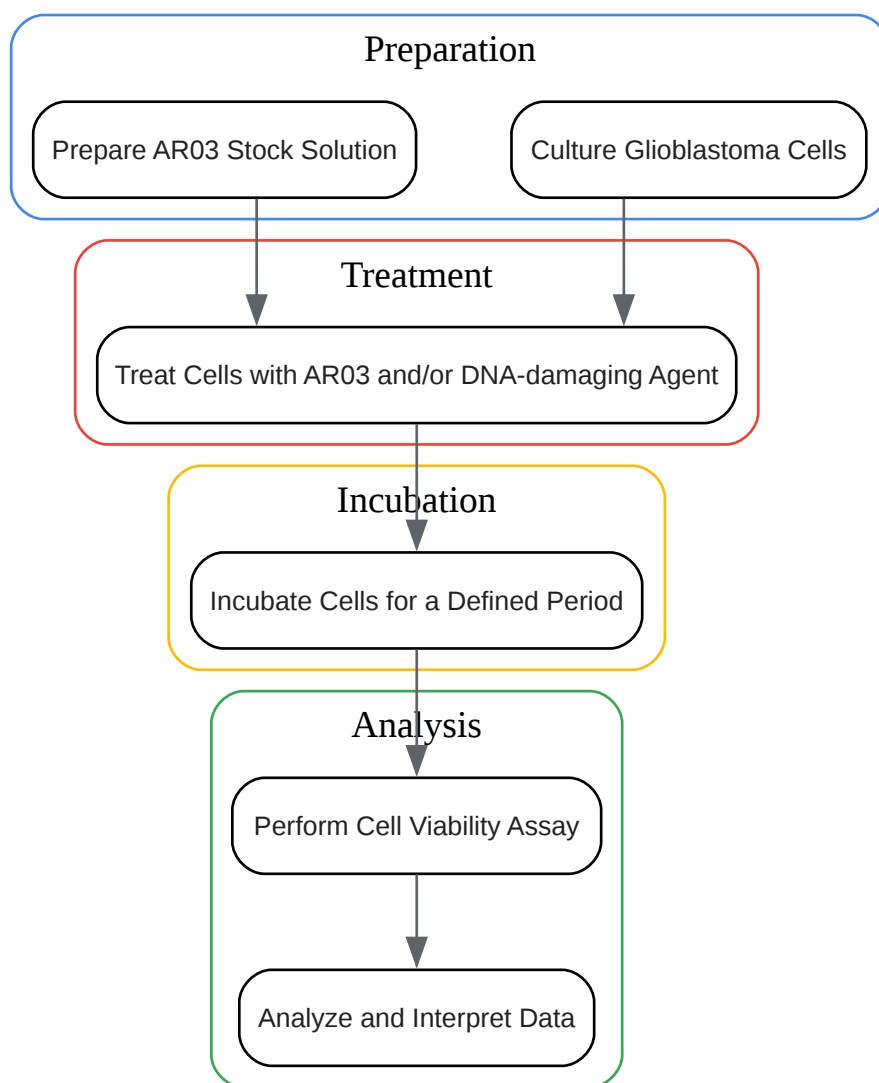 Preparation
Prepare AR03 Stock Solution
Culture Glioblastoma Cells
Treatment
Treat Cells with AR03 and/or DNA-damaging Agent
Incubation
Incubate Cells for a Defined Period
Analysis
Perform Cell Viability Assay
Analyze and Interpret Data